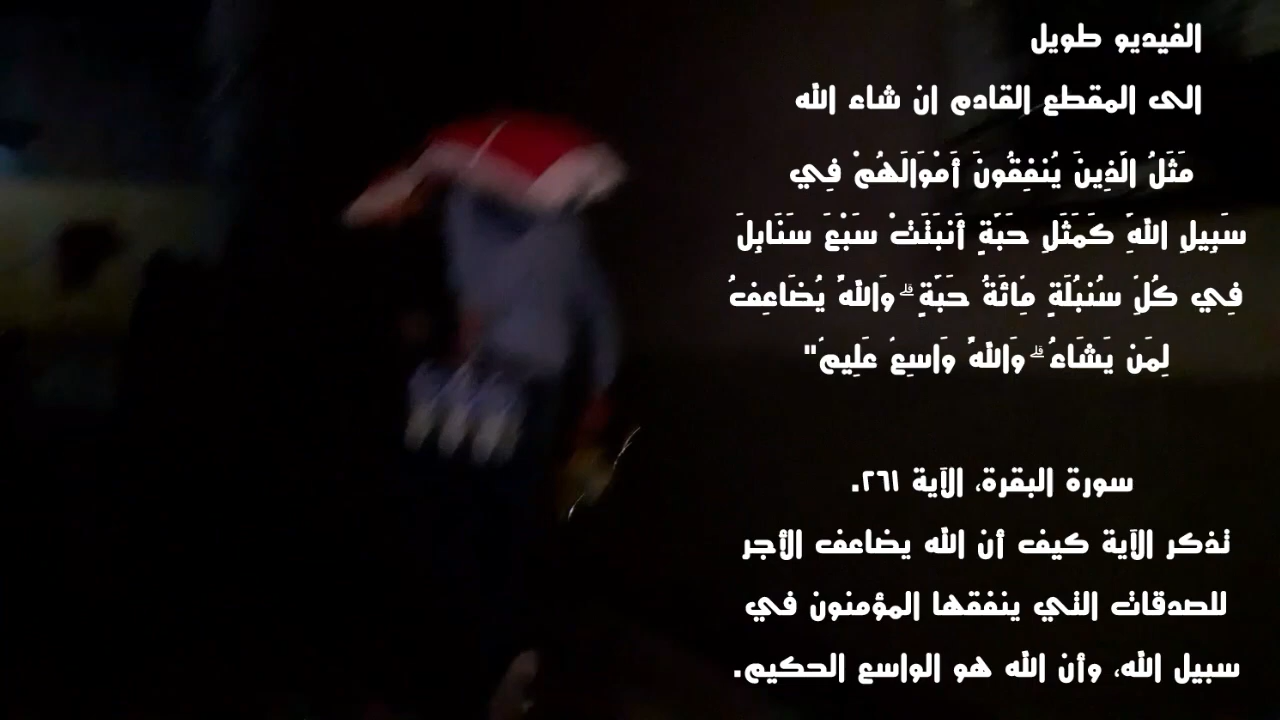 الفيديو طويل
الى المقطع القادم ان شاء الله
مَثَلُ الَّذِينَ يُنفِقُونَ أَمْوَالَهُمْ فِي
سَبِيلِ اللَّهِ كَمَثَلِ حَبَّةٍ أَنبَتَتْ سَبْعَ سَنَابِلَ
فِي كُلِّ سُنبُلَةٍ مِّائَةُ حَبَّةٍ ۗ وَاللَّهُ يُضَاعِفُ
لِمَن يَشَاءُ ۗ وَاللَّهُ وَاسِعٌ عَلِيمٌ"
سورة البقرة، الآية ٢٦١.
تذكر الآية كيف أن الله يضاعف الأجر
للصدقات التي ينفقها المؤمنون في
سبيل الله، وأن الله هو الواسع الحكيم.